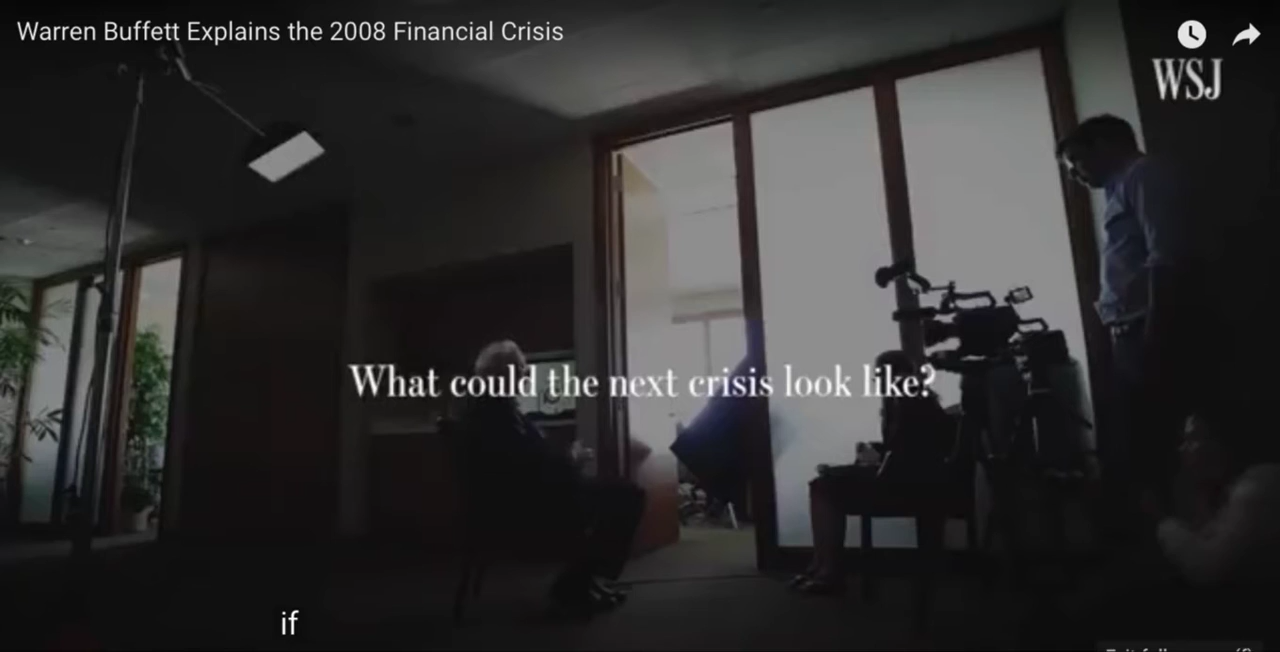 Warren Buffett Explains the 2008 Financial Crisis
WSJ
What could the next crisis look like?
if